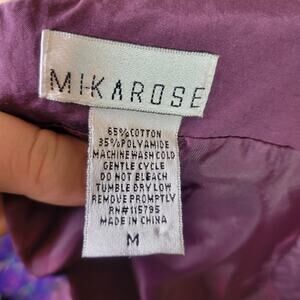 MIKAROSE
65%COTTON
35%POLYAMIDE
MACHINE WASH COLD
GENTLE CYCLE
DO NOT BLEACH
TUMBLE DRY LOW
REMOVE PROMPTLY
RN#115795
MADE IN CHINA
M